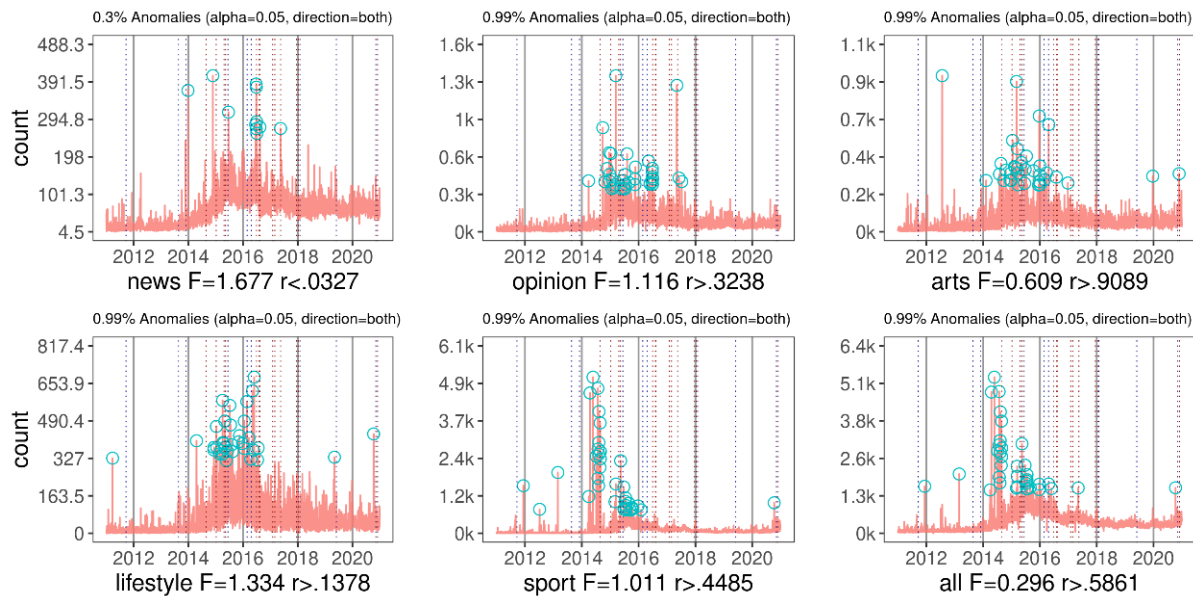 0.3% Anomalies (alpha=0.05, direction=both)
0.99% Anomalies (alpha=0.05, direction=both)
0.99% Anomalies (alpha=0.05, direction=both)
count
488.3
391.5
294.8
198
101.3
4.5
2012 2014 2016 2018 2020
news F=1.677 r<.0327
1.6k
1.3k
1k
0.6k
0.3k
0k
2012 2014 2016 2018 2020
opinion F=1.116 r>.3238
1.1k
0.9k
0.7k
0.4k
0.2k
0k
2012 2014 2016 2018 2020
arts F=0.609 r>.9089
0.99% Anomalies (alpha=0.05, direction=both)
0.99% Anomalies (alpha=0.05, direction=both)
0.99% Anomalies (alpha=0.05, direction=both)
count
817.4
653.9
490.4
327
163.5
0
2012 2014 2016 2018 2020
lifestyle F=1.334 r>.1378
6.1k
4.9k
3.7k
2.4k
1.2k
0k
2012 2014 2016 2018 2020
sport F=1.011 r>.4485
6.4k
5.1k
3.8k
2.6k
1.3k
0k
2012 2014 2016 2018 2020
all F=0.296 r>.5861